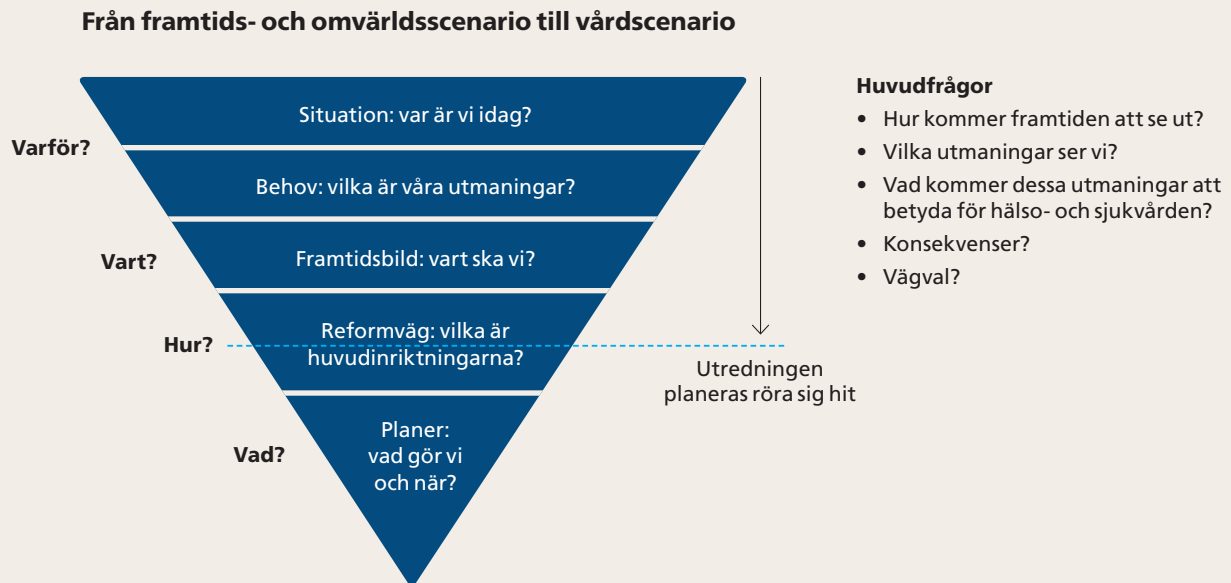 Från framtids- och omvärldsscenario till vårdscenario
Situation: var är vi idag?
Varför?
Behov: vilka är våra utmaningar?
Vart?
Framtidsbild: vart ska vi?
Hur?
Reformväg: vilka är
huvudinriktningarna?
Vad?
Planer:
vad gör vi
och när?
Utredningen
planeras röra sig hit
Huvudfrågor
• Hur kommer framtiden att se ut?
• Vilka utmaningar ser vi?
• Vad kommer dessa utmaningar att
betyda för hälso- och sjukvården?
• Konsekvenser?
• Vägval?